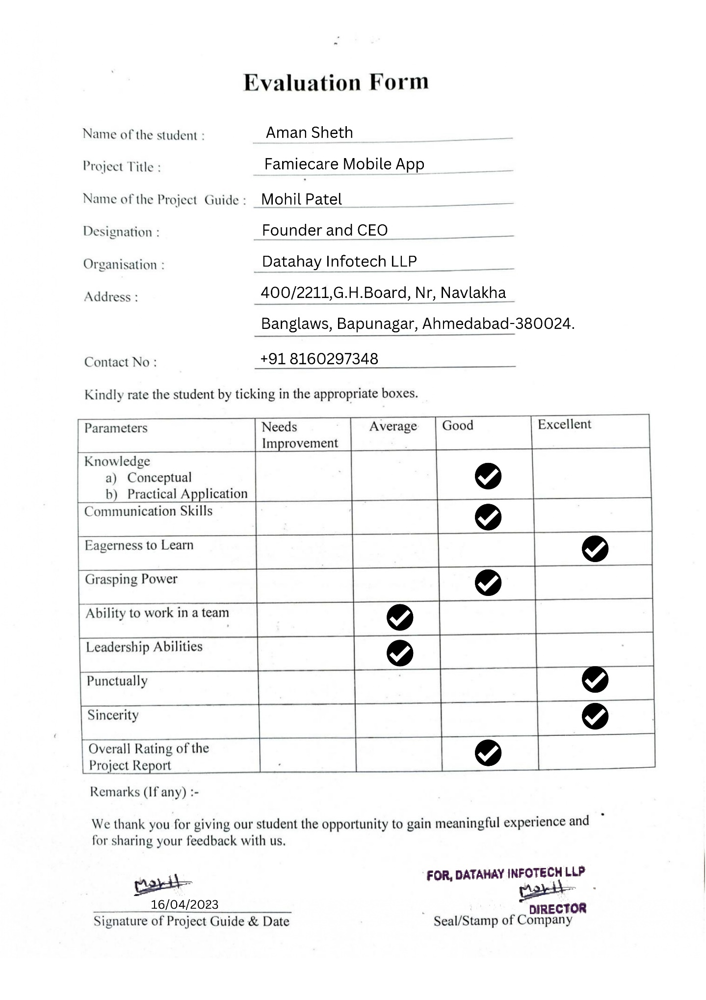 Evaluation Form
Name of the student : Aman Sheth
Project Title : Famiecare Mobile App
Name of the Project Guide : Mohil Patel
Designation : Founder and CEO
Organisation : Datahay Infotech LLP
Address : 400/2211,G.H.Board, Nr, Navlakha
Banglaws, Bapunagar, Ahmedabad-380024.
Contact No : +91 8160297348
Kindly rate the student by ticking in the appropriate boxes.
Parameters Needs Average Good Excellent
Improvement
Knowledge
a) Conceptual
b) Practical Application
Communication Skills
Eagerness to Learn
Grasping Power
Ability to work in a team
Leadership Abilities
Punctually
Sincerity
Overall Rating of the
Project Report
Remarks (If any) :-
We thank you for giving our student the opportunity to gain meaningful experience and
for sharing your feedback with us.
FOR, DATAHAY INFOTECH LLP
16/04/2023
DIRECTOR
Signature of Project Guide & Date
Seal/Stamp of Company